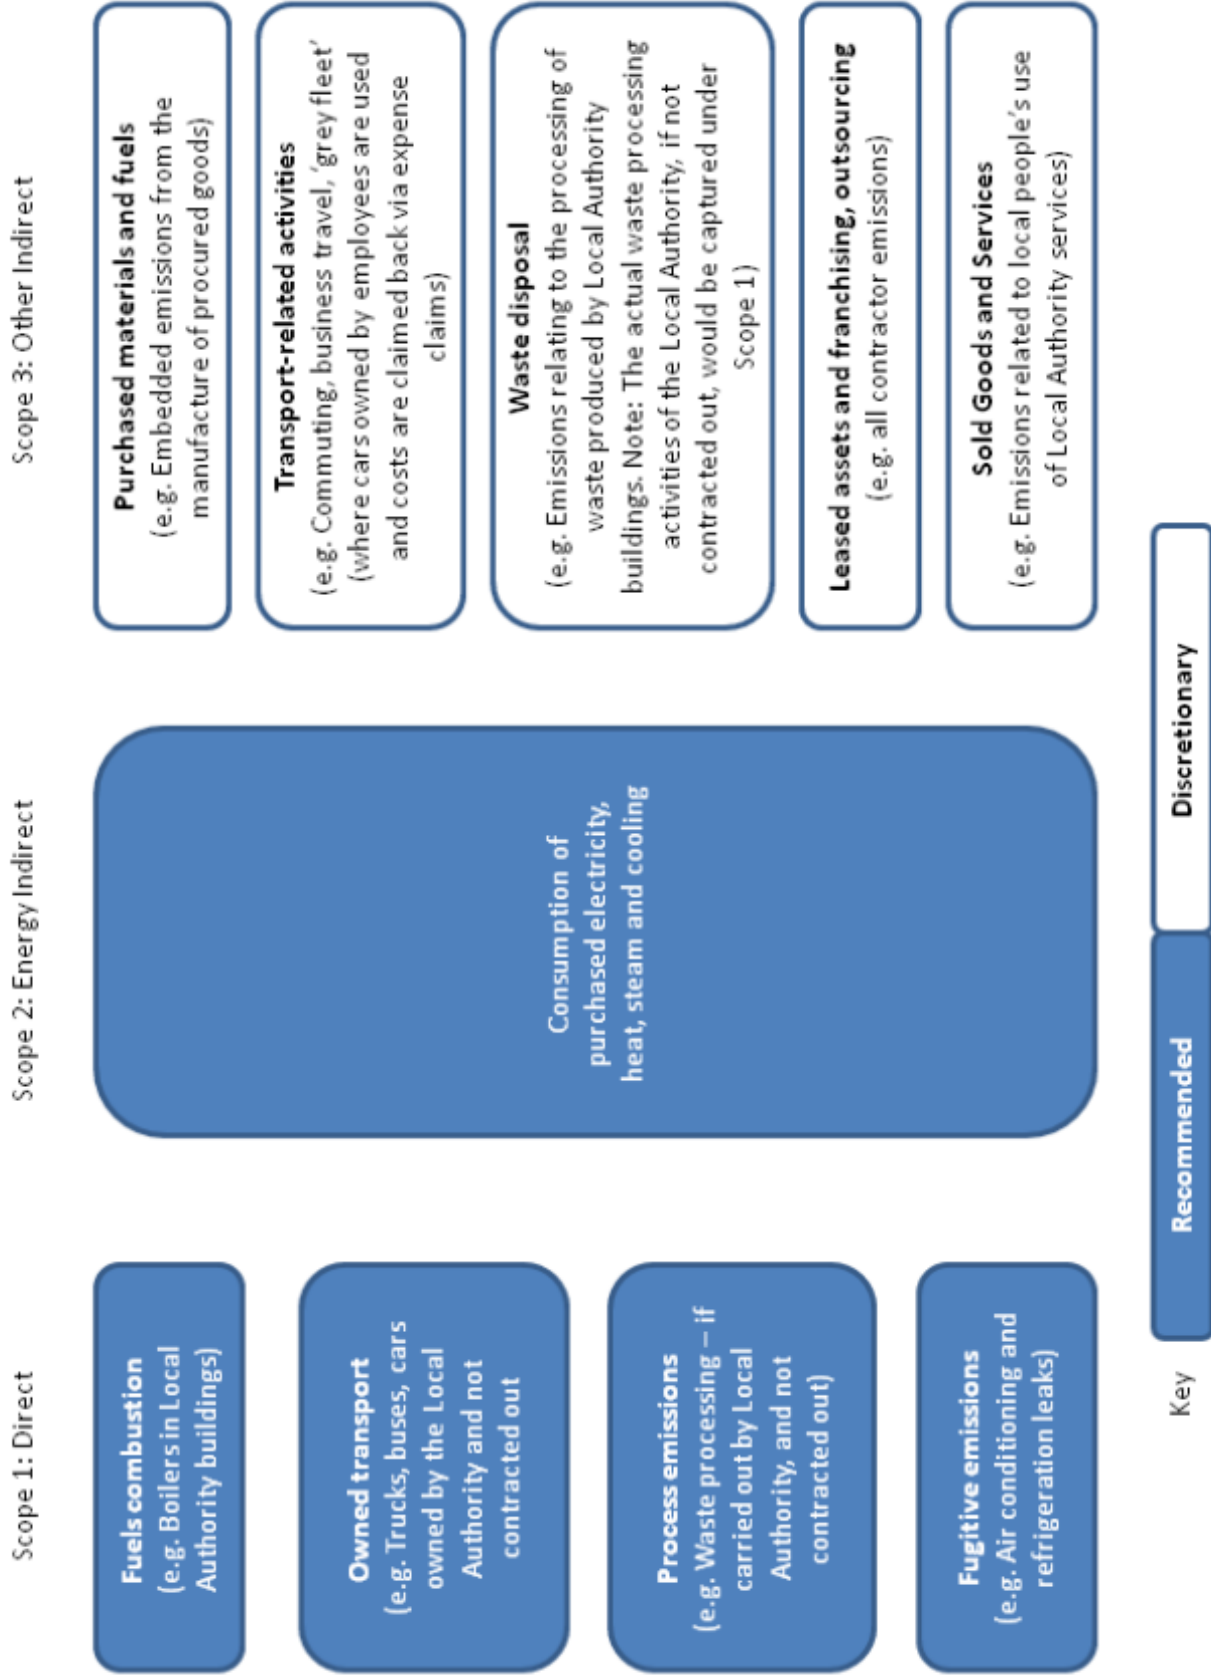 Scope 1: Direct
Fuels combustion
(e.g. Boilers in Local
Authority buildings)
Owned transport
(e.g. Trucks, buses, cars
owned by the Local
Authority and not
contracted out
Process emissions
(e.g. Waste processing – if
carried out by Local
Authority, and not
contracted out)
Fugitive emissions
(e.g. Air conditioning and
refrigeration leaks)
Scope 2: Energy Indirect
Consumption of
purchased electricity,
heat, steam and cooling
Scope 3: Other Indirect
Purchased materials and fuels
(e.g. Embedded emissions from the
manufacture of procured goods)
Transport-related activities
(e.g. Commuting, business travel, ‘grey fleet’
(where cars owned by employees are used
and costs are claimed back via expense
claims)
Waste disposal
(e.g. Emissions relating to the processing of
waste produced by Local Authority
buildings. Note: The actual waste processing
activities of the Local Authority, if not
contracted out, would be captured under
Scope 1)
Leased assets and franchising, outsourcing
(e.g. all contractor emissions)
Sold Goods and Services
(e.g. Emissions related to local people’s use
of Local Authority services)
Key
Recommended
Discretionary